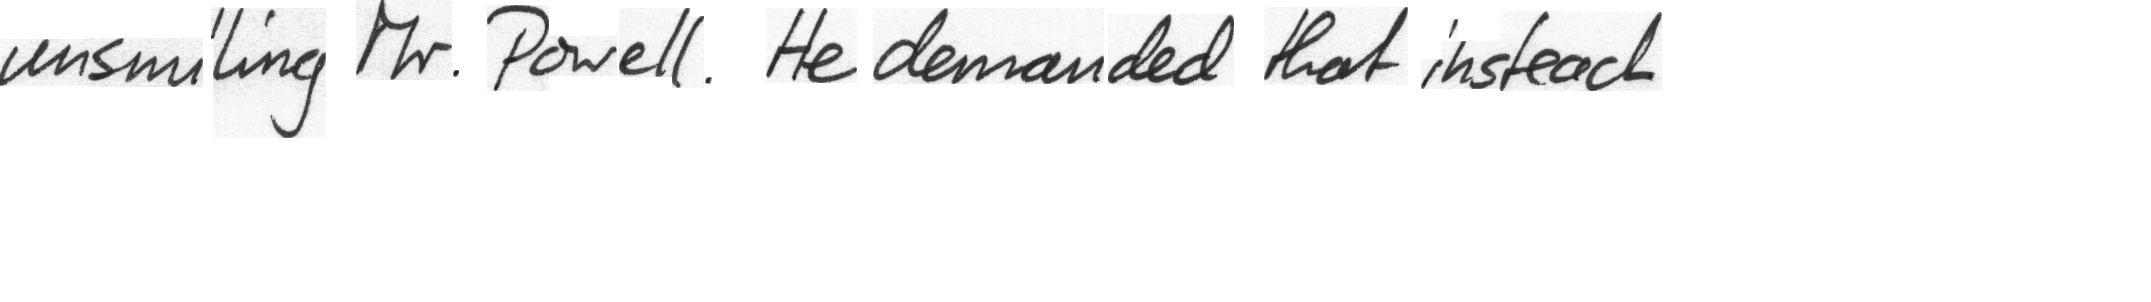 unsmiling Mr. Powell. He demanded that instead